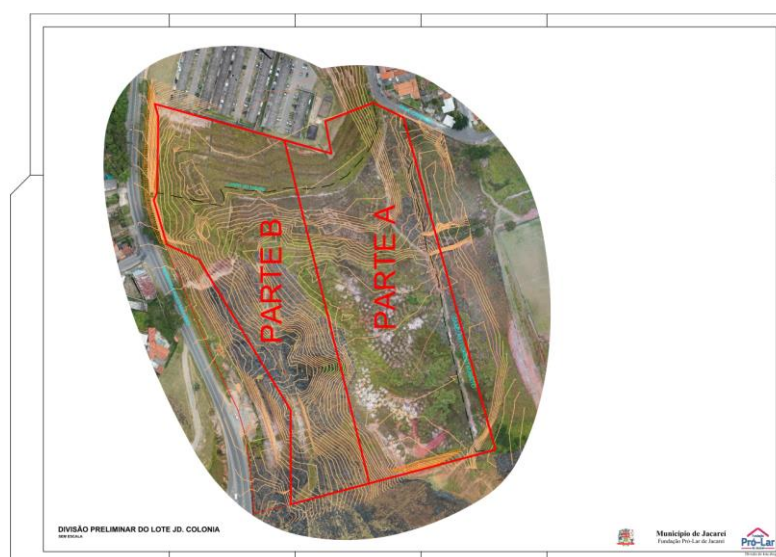 PARTE B
PARTE A
DIVISÃO PRELIMINAR DO LOTE JD. COLONIA
SEM ESCALA
Município de Jacareí
Fundação Pró-Lar de Jacareí
Pró-Lar